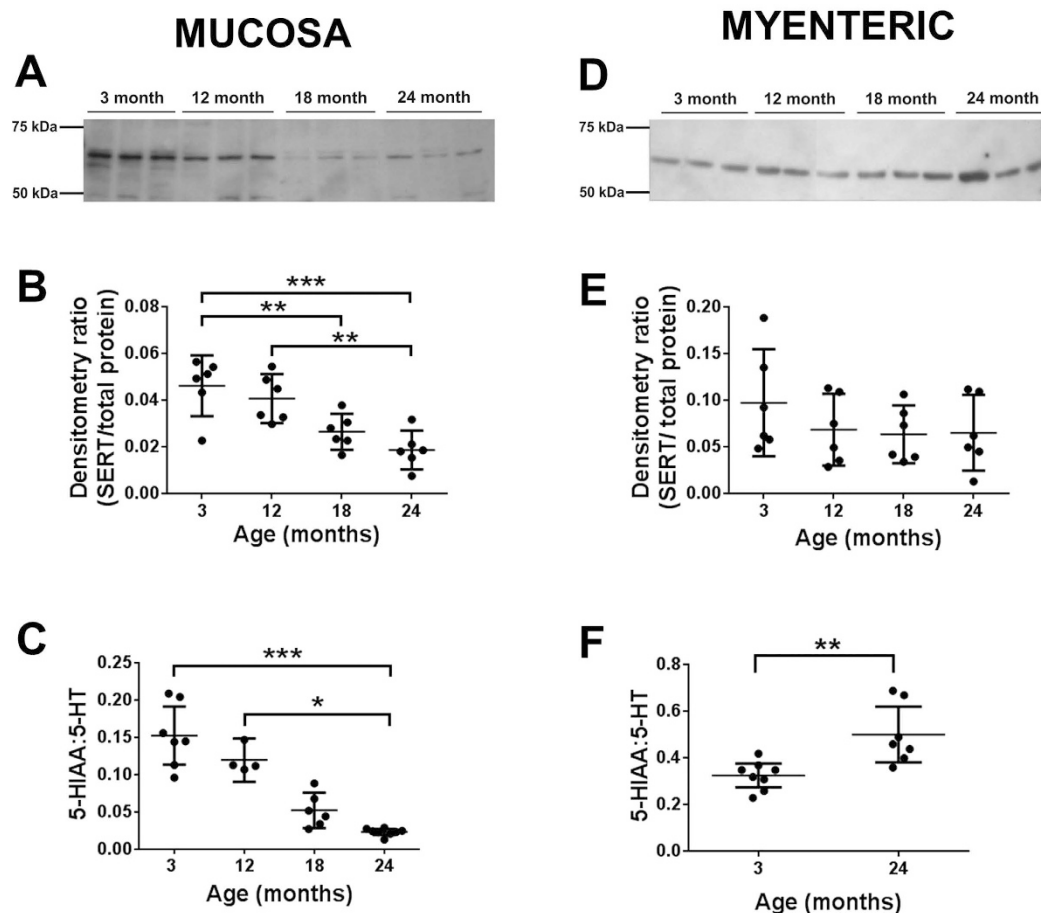 MUCOSA
A
3 month 12 month 18 month 24 month
75 kDa
50 kDa
B
Densitometry ratio
(SERT/total protein)
0.08
0.06
0.04
0.02
0.00
***
**
**
3 12 18 24
Age (months)
C
5-HIAA:5-HT
0.25
0.20
0.15
0.10
0.05
0.00
***
*
3 12 18 24
Age (months)
MYENTERIC
D
3 month 12 month 18 month 24 month
75 kDa
50 kDa
E
Densitometry ratio
(SERT/ total protein)
0.20
0.15
0.10
0.05
0.00
3 12 18 24
Age (months)
F
5-HIAA:5-HT
0.8
0.6
0.4
0.2
0.0
**
3 24
Age (months)